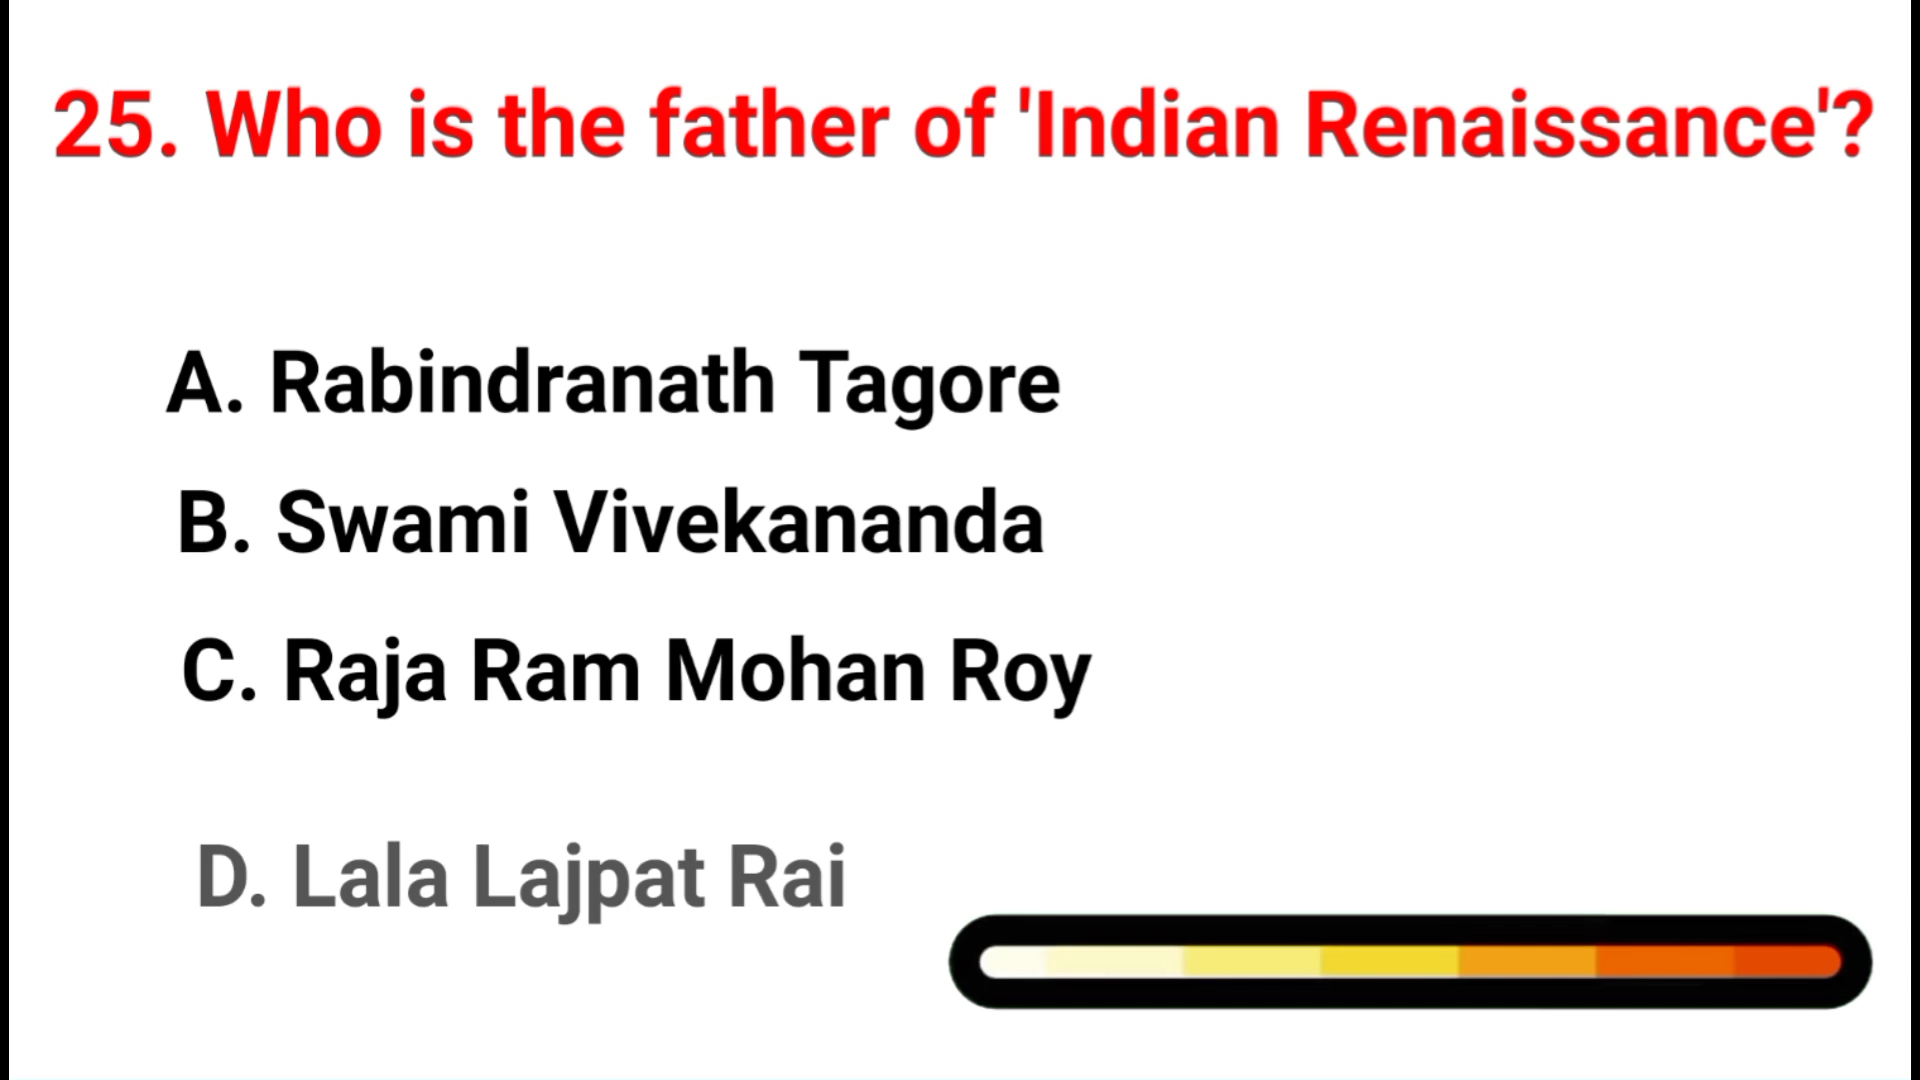 25. Who is the father of 'Indian Renaissance'?
A. Rabindranath Tagore
B. Swami Vivekananda
C. Raja Ram Mohan Roy
D. Lala Lajpat Rai